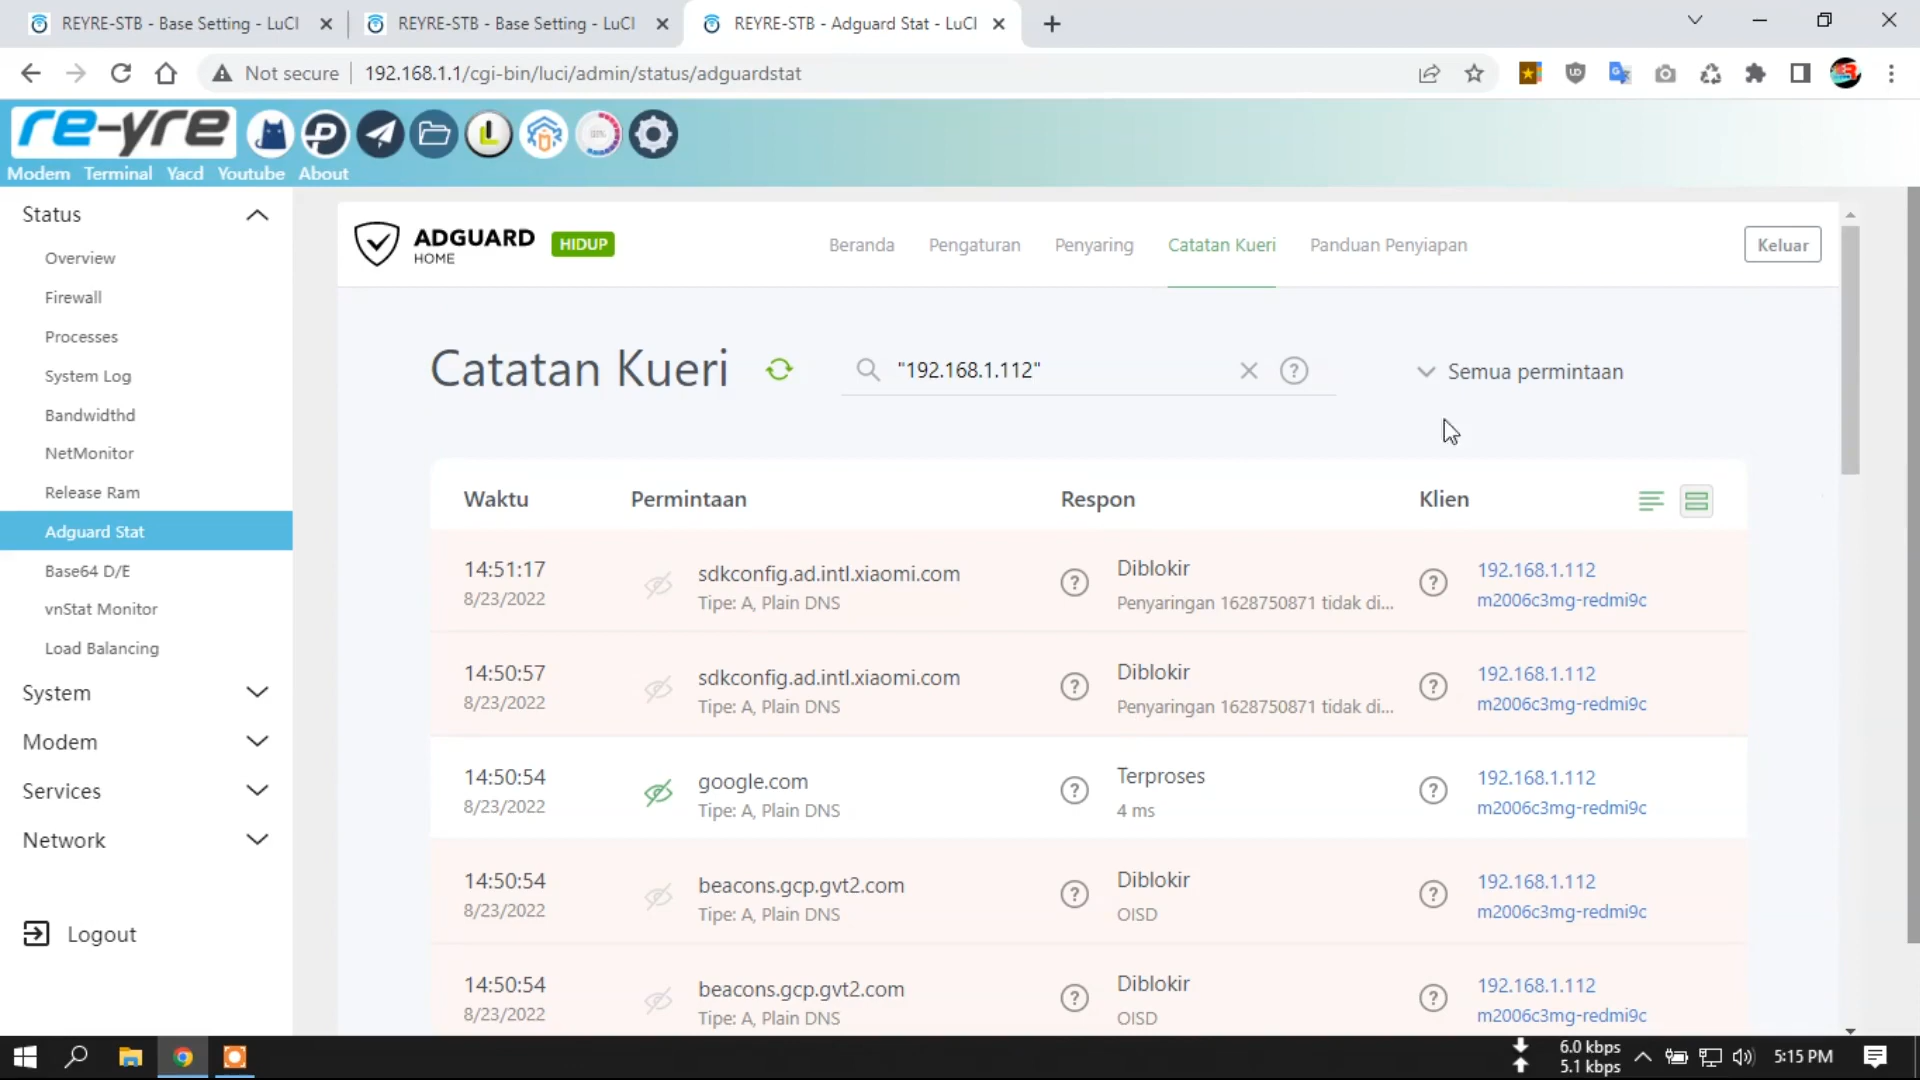 REYRE-STB - Base Setting - LuCI
REYRE-STB - Base Setting - LuCI
REYRE-STB - Adguard Stat - LuCI
Not secure
192.168.1.1/cgi-bin/luci/admin/status/adguardstat
re-yre
Modem Terminal Yacd Youtube About
Status
Overview
Firewall
Processes
System Log
Bandwidthd
NetMonitor
Release Ram
Adguard Stat
Base64 D/E
vnStat Monitor
Load Balancing
System
Modem
Services
Network
Logout
ADGUARD
HOME
HIDUP
Beranda
Pengaturan
Penyaring
Catatan Kueri
Panduan Penyiapan
Keluar
Catatan Kueri
"192.168.1.112"
Semua permintaan
Waktu
Permintaan
Respon
Klien
14:51:17
8/23/2022
sdkconfig.ad.intl.xiaomi.com
Tipe: A, Plain DNS
Diblokir
Penyaringan 1628750871 tidak di...
192.168.1.112
m2006c3mg-redmi9c
14:50:57
8/23/2022
sdkconfig.ad.intl.xiaomi.com
Tipe: A, Plain DNS
Diblokir
Penyaringan 1628750871 tidak di...
192.168.1.112
m2006c3mg-redmi9c
14:50:54
8/23/2022
google.com
Tipe: A, Plain DNS
Terproses
4 ms
192.168.1.112
m2006c3mg-redmi9c
14:50:54
8/23/2022
beacons.gcp.gvt2.com
Tipe: A, Plain DNS
Diblokir
OISD
192.168.1.112
m2006c3mg-redmi9c
14:50:54
8/23/2022
beacons.gcp.gvt2.com
Tipe: A, Plain DNS
Diblokir
OISD
192.168.1.112
m2006c3mg-redmi9c
6.0 kbps
5.1 kbps
5:15 PM